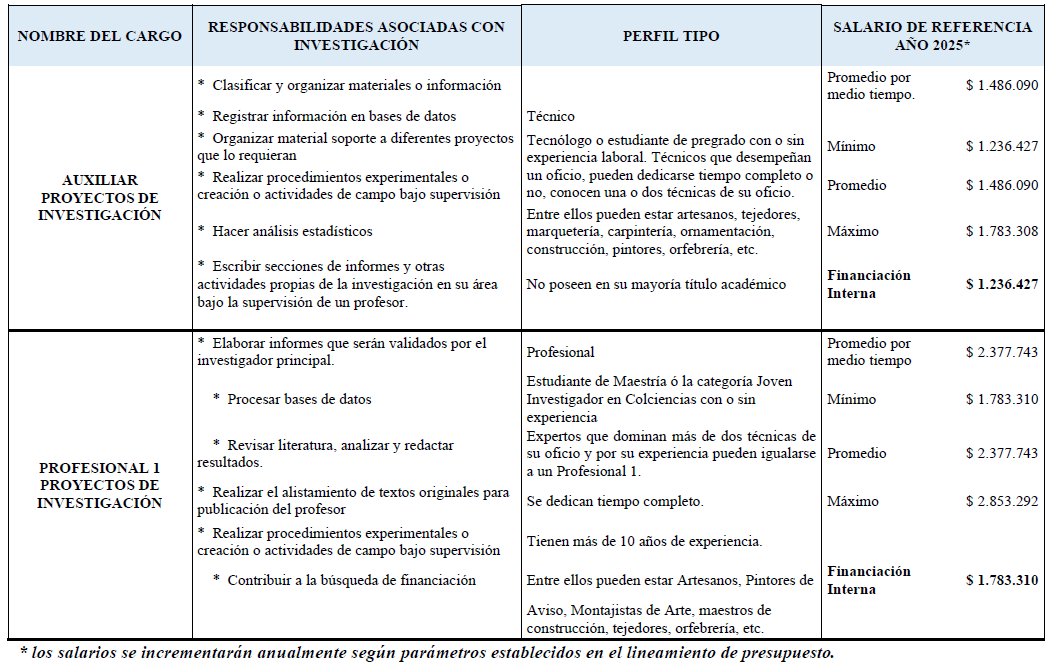 NOMBRE DEL CARGO
RESPONSABILIDADES ASOCIADAS CON
INVESTIGACIÓN
PERFIL TIPO
SALARIO DE REFERENCIA
AÑO 2025*
AUXILIAR
PROYECTOS DE
INVESTIGACIÓN
* Clasificar y organizar materiales o información
* Registrar información en bases de datos
* Organizar material soporte a diferentes proyectos
que lo requieran
* Realizar procedimientos experimentales o
creación o actividades de campo bajo supervisión
* Hacer análisis estadísticos
* Escribir secciones de informes y otras
actividades propias de la investigación en su área
bajo la supervisión de un profesor.
Técnico
Tecnólogo o estudiante de pregrado con o sin
experiencia laboral. Técnicos que desempeñan
un oficio, pueden dedicarse tiempo completo o
no, conocen una o dos técnicas de su oficio.
Entre ellos pueden estar artesanos, tejedores,
marquetería, carpintería, ornamentación,
construcción, pintores, orfebrería, etc.
No poseen en su mayoría título académico
Promedio por
medio tiempo. $ 1.486.090
Mínimo $ 1.236.427
Promedio $ 1.486.090
Máximo $ 1.783.308
Financiación
Interna $ 1.236.427
PROFESIONAL 1
PROYECTOS DE
INVESTIGACIÓN
* Elaborar informes que serán validados por el
investigador principal.
* Procesar bases de datos
* Revisar literatura, analizar y redactar
resultados.
* Realizar el alistamiento de textos originales para
publicación del profesor
* Realizar procedimientos experimentales o
creación o actividades de campo bajo supervisión
* Contribuir a la búsqueda de financiación
Profesional
Estudiante de Maestría ó la categoría Joven
Investigador en Colciencias con o sin
experiencia
Expertos que dominan más de dos técnicas de
su oficio y por su experiencia pueden igualarse
a un Profesional 1.
Se dedican tiempo completo.
Tienen más de 10 años de experiencia.
Entre ellos pueden estar Artesanos, Pintores de
Aviso, Montajistas de Arte, maestros de
construcción, tejedores, orfebrería, etc.
Promedio por
medio tiempo $ 2.377.743
Mínimo $ 1.783.310
Promedio $ 2.377.743
Máximo $ 2.853.292
Financiación
Interna $ 1.783.310
* los salarios se incrementarán anualmente según parámetros establecidos en el lineamiento de presupuesto.